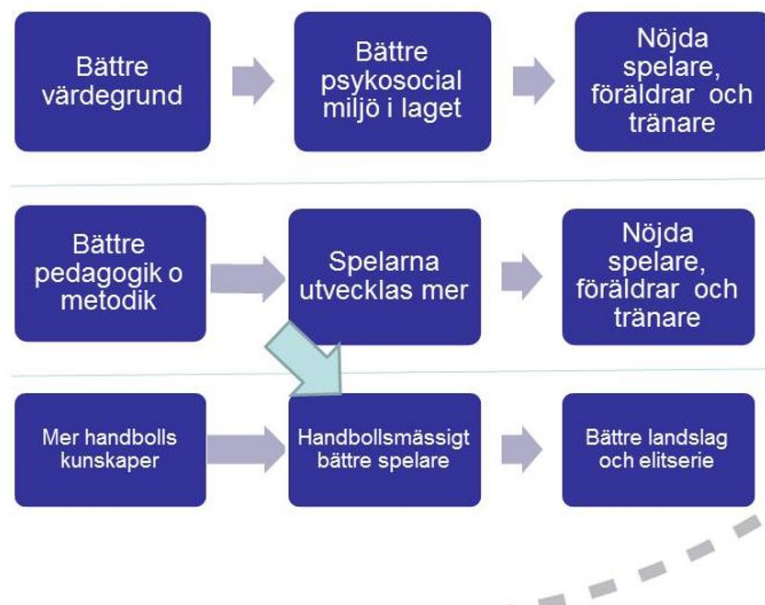 Bättre
värdegrund
Bättre
psykosocial
miljö i laget
Nöjda
spelare,
föräldrar och
tränare
Bättre
pedagogik o
metodik
Spelarna
utvecklas mer
Nöjda
spelare,
föräldrar och
tränare
Mer handbolls
kunskaper
Handbollsmässigt
bättre spelare
Bättre landslag
och elitserie